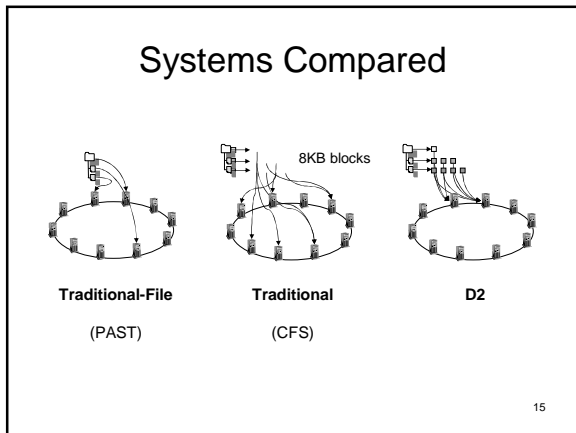 Systems Compared
8KB blocks
Traditional-File
(PAST)
Traditional
(CFS)
D2
15